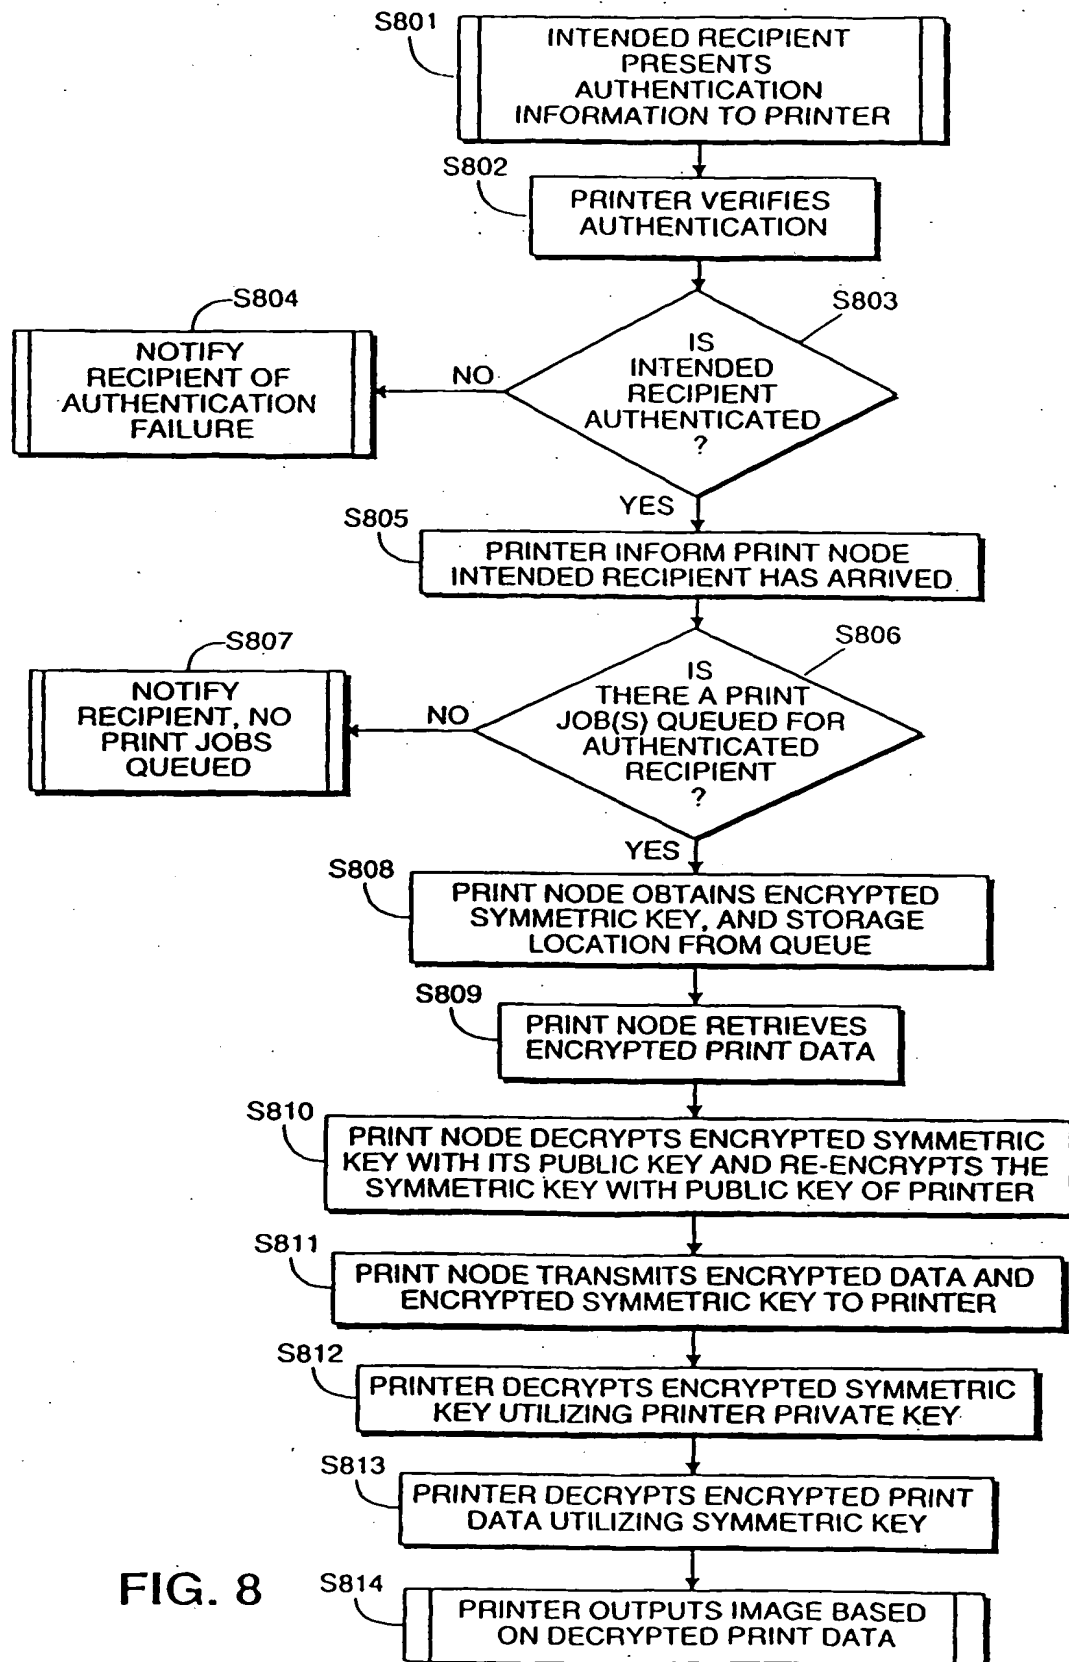 S801
INTENDED RECIPIENT
PRESENTS
AUTHENTICATION
INFORMATION TO PRINTER
S802
PRINTER VERIFIES
AUTHENTICATION
S803
IS
INTENDED
RECIPIENT
AUTHENTICATED
?
NO
S804
NOTIFY
RECIPIENT OF
AUTHENTICATION
FAILURE
YES
S805
PRINTER INFORM PRINT NODE
INTENDED RECIPIENT HAS ARRIVED
S806
IS
THERE A PRINT
JOB(S) QUEUED FOR
AUTHENTICATED
RECIPIENT
?
NO
S807
NOTIFY
RECIPIENT, NO
PRINT JOBS
QUEUED
YES
S808
PRINT NODE OBTAINS ENCRYPTED
SYMMETRIC KEY, AND STORAGE
LOCATION FROM QUEUE
S809
PRINT NODE RETRIEVES
ENCRYPTED PRINT DATA
S810
PRINT NODE DECRYPTS ENCRYPTED SYMMETRIC
KEY WITH ITS PUBLIC KEY AND RE-ENCRYPTS THE
SYMMETRIC KEY WITH PUBLIC KEY OF PRINTER
S811
PRINT NODE TRANSMITS ENCRYPTED DATA AND
ENCRYPTED SYMMETRIC KEY TO PRINTER
S812
PRINTER DECRYPTS ENCRYPTED SYMMETRIC
KEY UTILIZING PRINTER PRIVATE KEY
S813
PRINTER DECRYPTS ENCRYPTED PRINT
DATA UTILIZING SYMMETRIC KEY
S814
PRINTER OUTPUTS IMAGE BASED
ON DECRYPTED PRINT DATA
FIG. 8